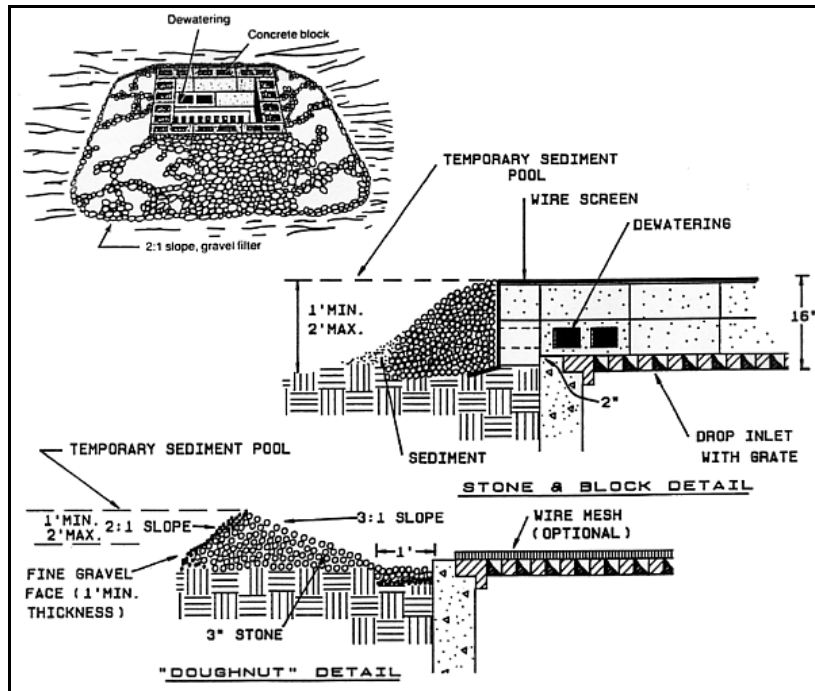 Dewatering
Concrete block
2:1 slope, gravel filter
TEMPORARY SEDIMENT
POOL
WIRE SCREEN
DEWATERING
1'MIN.
2'MAX.
16"
2"
SEDIMENT
DROP INLET
WITH GRATE
STONE & BLOCK DETAIL
TEMPORARY SEDIMENT POOL
1'MIN.
2'MAX.
2:1 SLOPE
3:1 SLOPE
WIRE MESH
(OPTIONAL)
1'
FINE GRAVEL
FACE (1'MIN.
THICKNESS)
3" STONE
"DOUGHNUT" DETAIL